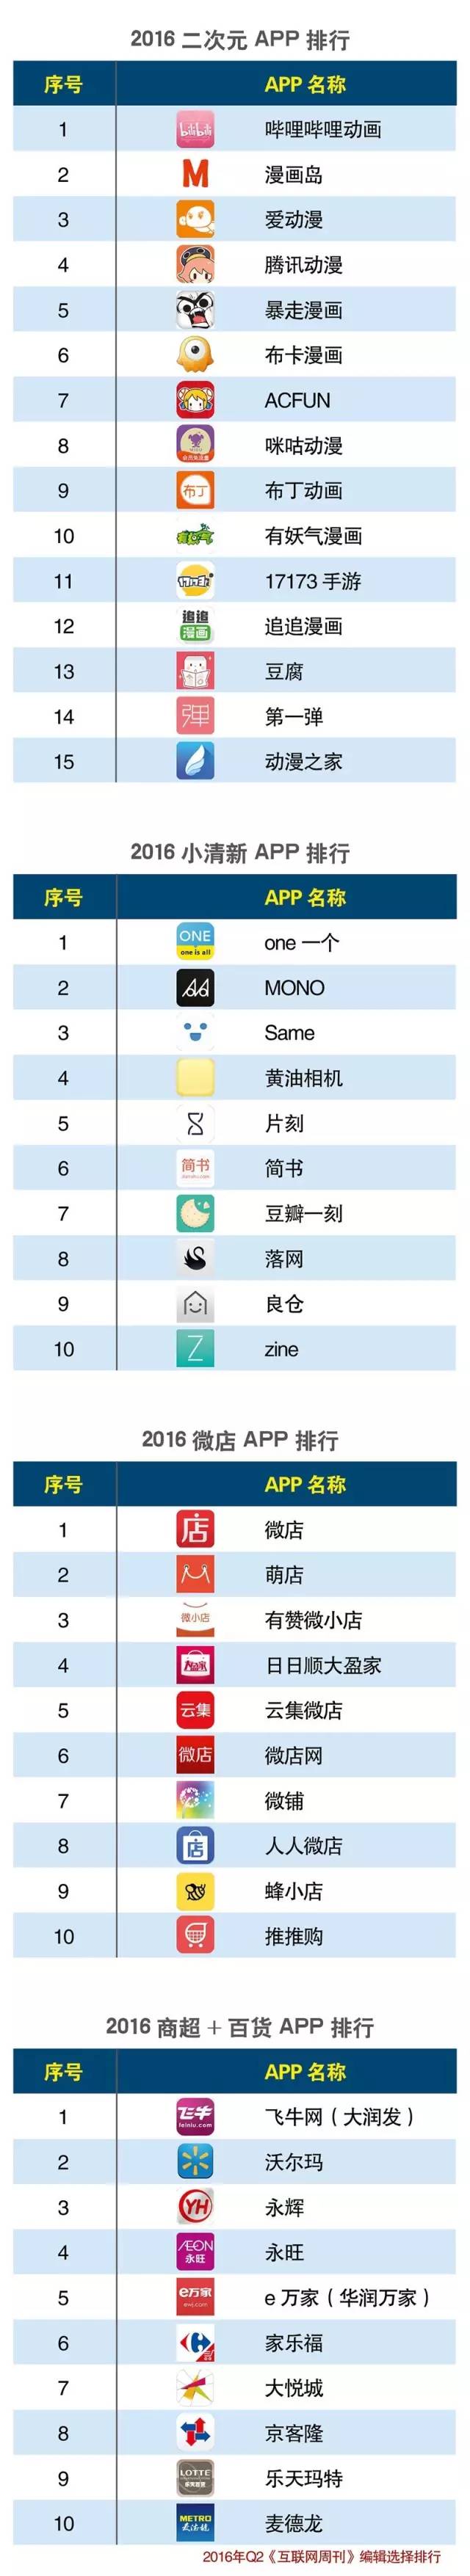 2016 二次元 APP 排行
序号 APP 名称
1 bilibili 哔哩哔哩动画
2 M 漫画岛
3 爱动漫
4 腾讯动漫
5 暴走漫画
6 布卡漫画
7 ACFUN
8 咪咕动漫
9 布丁 布丁动画
10 有妖气 有妖气漫画
11 17173 手游
12 追追漫画 追追漫画
13 豆腐
14 弹 第一弹
15 动漫之家
2016 小清新 APP 排行
序号 APP 名称
1 ONE one is all one 一个
2 MONO
3 Same
4 黄油相机
5 片刻
6 简书 简书
7 豆瓣一刻
8 落网
9 良仓
10 Z zine
2016 微店 APP 排行
序号 APP 名称
1 店 微店
2 萌店
3 微小店 有赞微小店
4 日日顺大盈家
5 云集 云集微店
6 微店 微店网
7 微铺
8 店 人人微店
9 蜂小店
10 推推购
2016 商超 + 百货 APP 排行
序号 APP 名称
1 飞牛 feiniu.com 飞牛网（大润发）
2 沃尔玛
3 YH 永辉
4 ÆON 永旺 永旺
5 e万家 ewj.com e 万家（华润万家）
6 家乐福
7 大悦城
8 京客隆
9 LOTTE 乐天玛特
10 METRO 麦德龙 麦德龙
2016年Q2《互联网周刊》编辑选择排行